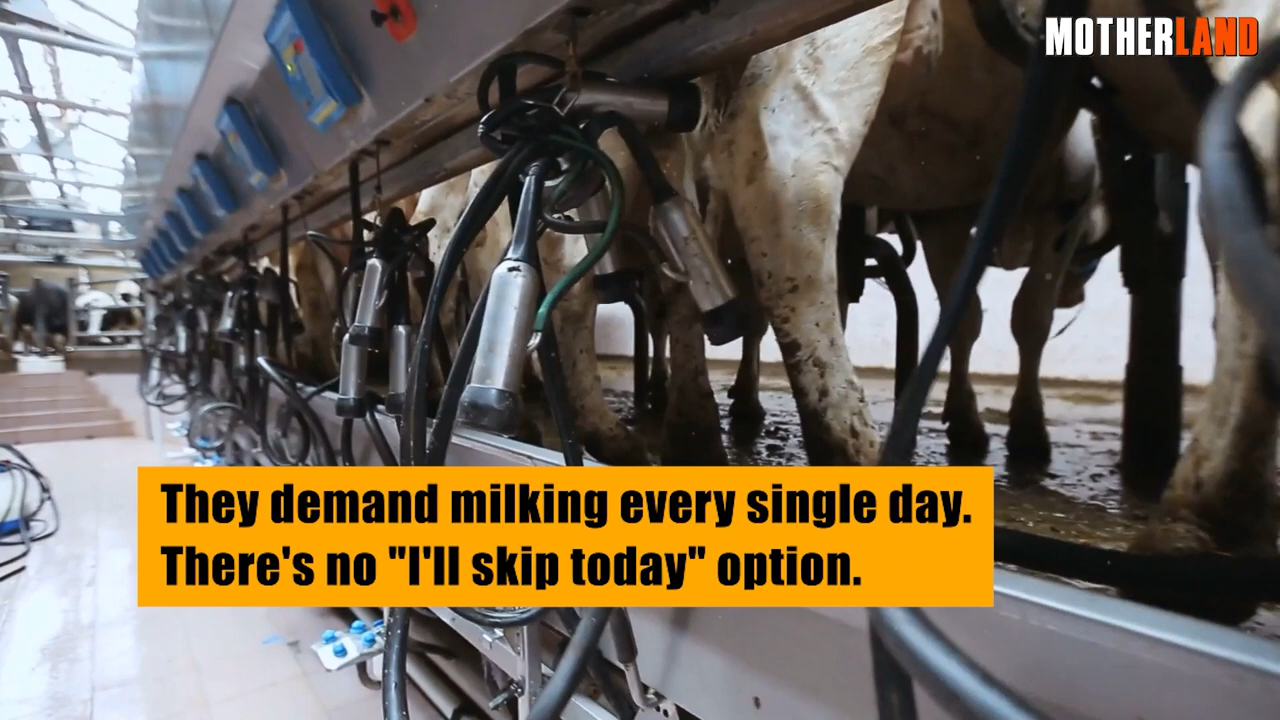 MOTHERLAND
They demand milking every single day.
There's no "I'll skip today" option.